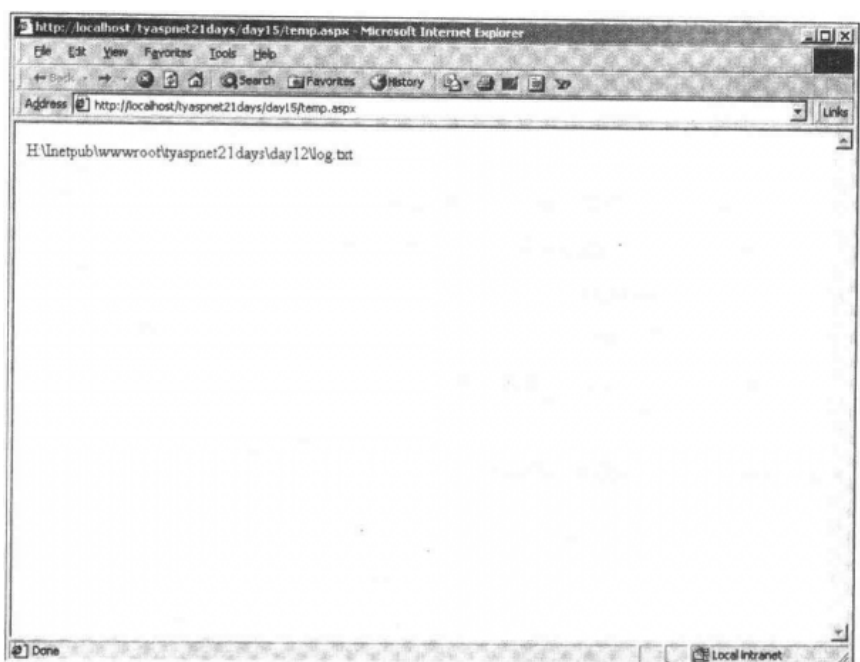 http://localhost/tyaspnet21days/day15/temp.aspx - Microsoft Internet Explorer
File Edit View Favorites Tools Help
Back Search Favorites History
Address http://localhost/tyaspnet21days/day15/temp.aspx Links
H:\Inetpub\wwwroot\tyaspnet21days\day12\log.txt
Done Local intranet